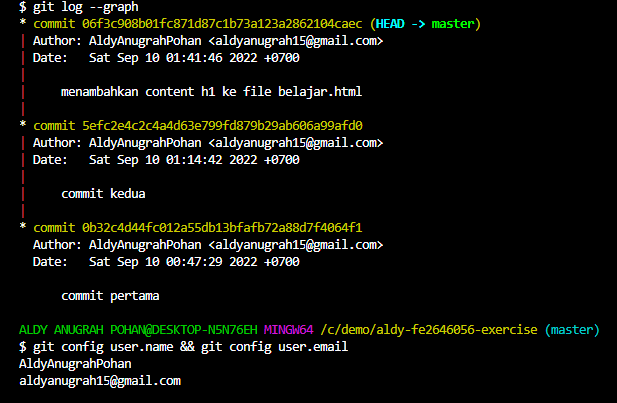 $ git log --graph
* commit 06f3c908b01fc871d87c1b73a123a2862104caec (HEAD -> master)
| Author: AldyAnugrahPohan <aldyanugrah15@gmail.com>
| Date:   Sat Sep 10 01:41:46 2022 +0700
|
|     menambahkan content h1 ke file belajar.html
|
* commit 5efc2e4c2c4a4d63e799fd879b29ab606a99afd0
| Author: AldyAnugrahPohan <aldyanugrah15@gmail.com>
| Date:   Sat Sep 10 01:14:42 2022 +0700
|
|     commit kedua
|
* commit 0b32c4d44fc012a55db13bfafb72a88d7f4064f1
  Author: AldyAnugrahPohan <aldyanugrah15@gmail.com>
  Date:   Sat Sep 10 00:47:29 2022 +0700
      commit pertama
ALDY ANUGRAH POHAN@DESKTOP-N5N76EH MINGW64 /c/demo/aldy-fe2646056-exercise (master)
$ git config user.name && git config user.email
AldyAnugrahPohan
aldyanugrah15@gmail.com